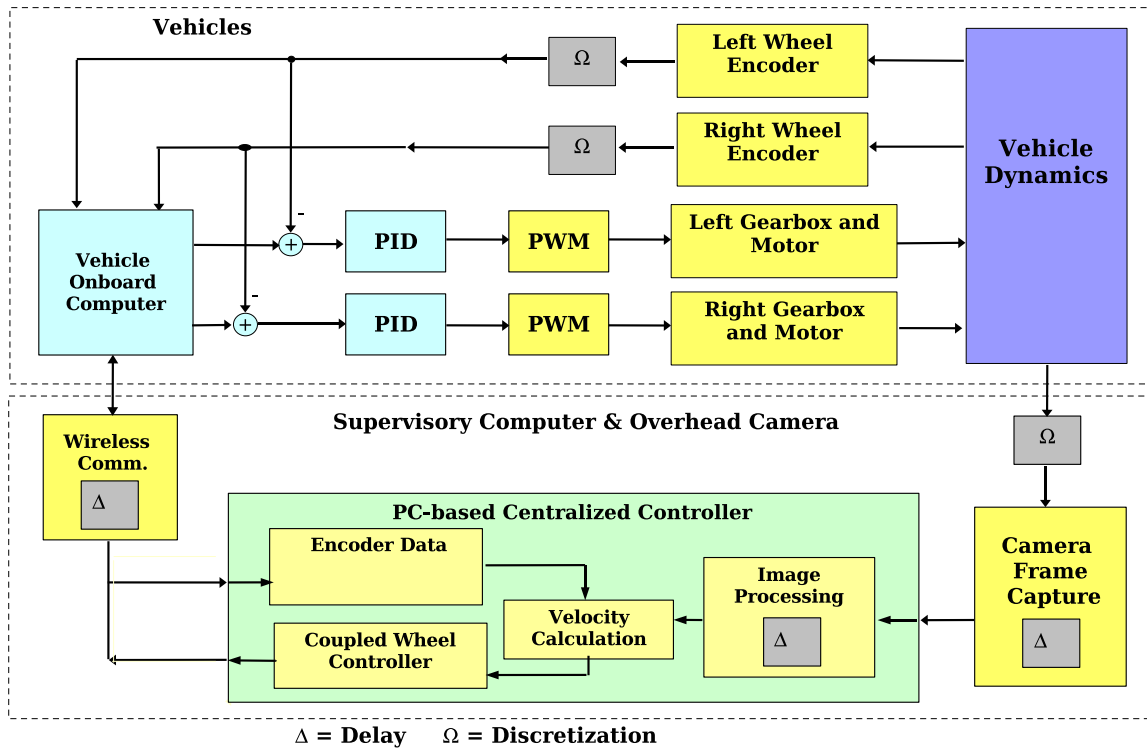 Vehicles
Left Wheel
Encoder
Ω
Right Wheel
Encoder
Ω
Vehicle
Dynamics
Vehicle
Onboard
Computer
-
+
PID
PWM
Left Gearbox and
Motor
-
+
PID
PWM
Right Gearbox
and Motor
Supervisory Computer & Overhead Camera
Ω
Wireless
Comm.
Δ
PC-based Centralized Controller
Encoder Data
Image
Processing
Δ
Camera
Frame
Capture
Δ
Velocity
Calculation
Coupled Wheel
Controller
Δ = Delay Ω = Discretization